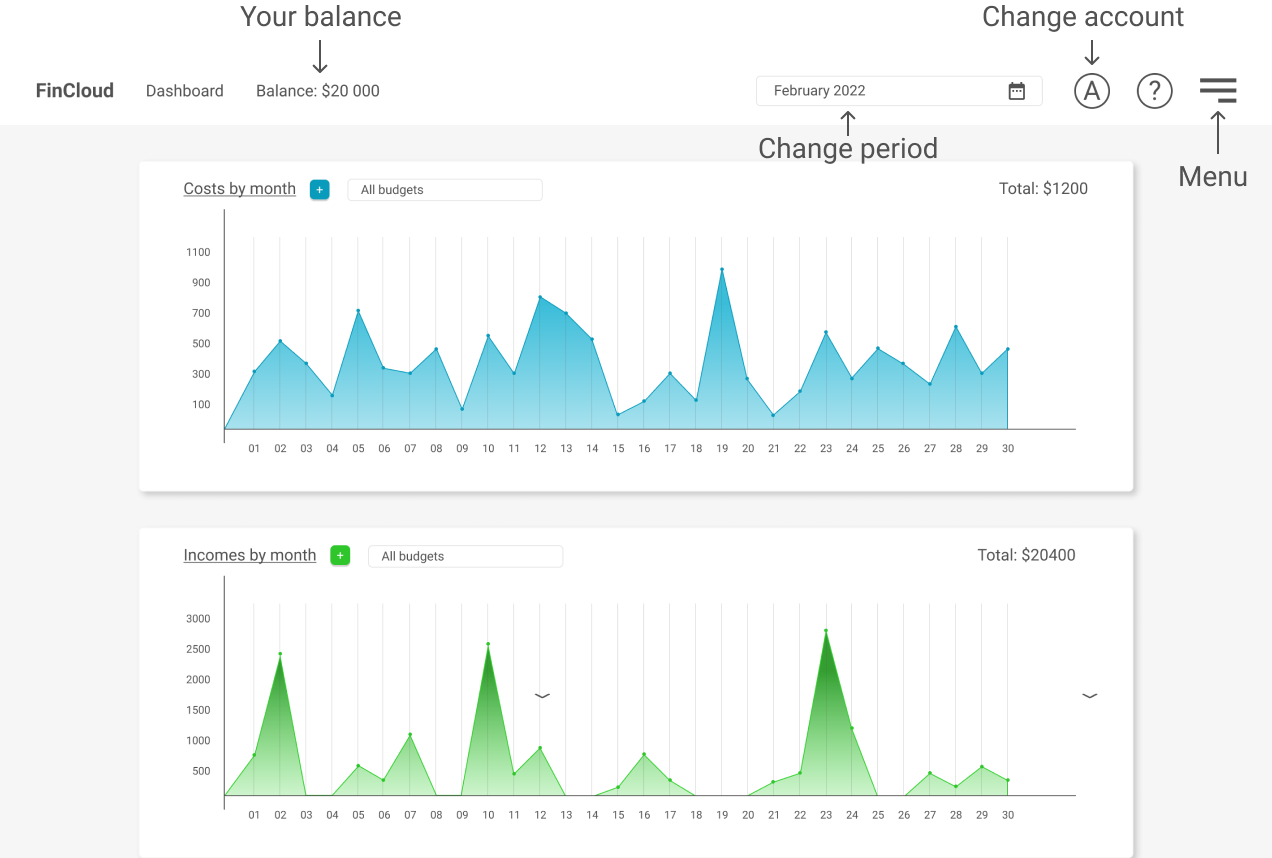 Your balance
Change account
FinCloud
Dashboard
Balance: $20 000
February 2022
A
?
Change period
Menu
Costs by month
+
All budgets
Total: $1200
1100
900
700
500
300
100
01 02 03 04 05 06 07 08 09 10 11 12 13 14 15 16 17 18 19 20 21 22 23 24 25 26 27 28 29 30
Incomes by month
+
All budgets
Total: $20400
3000
2500
2000
1500
1000
500
01 02 03 04 05 06 07 08 09 10 11 12 13 14 15 16 17 18 19 20 21 22 23 24 25 26 27 28 29 30